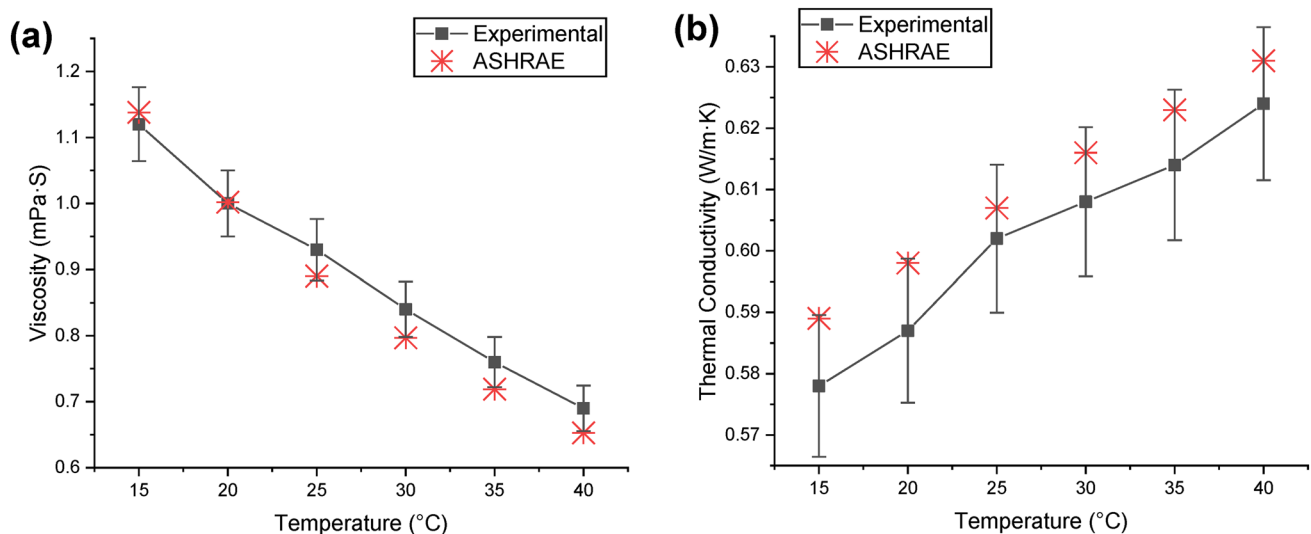 (a)
Experimental
ASHRAE
1.2
1.1
1.0
0.9
0.8
0.7
0.6
Viscosity (mPa·S)
15 20 25 30 35 40
Temperature (°C)
(b)
Experimental
ASHRAE
0.63
0.62
0.61
0.60
0.59
0.58
0.57
Thermal Conductivity (W/m·K)
15 20 25 30 35 40
Temperature (°C)